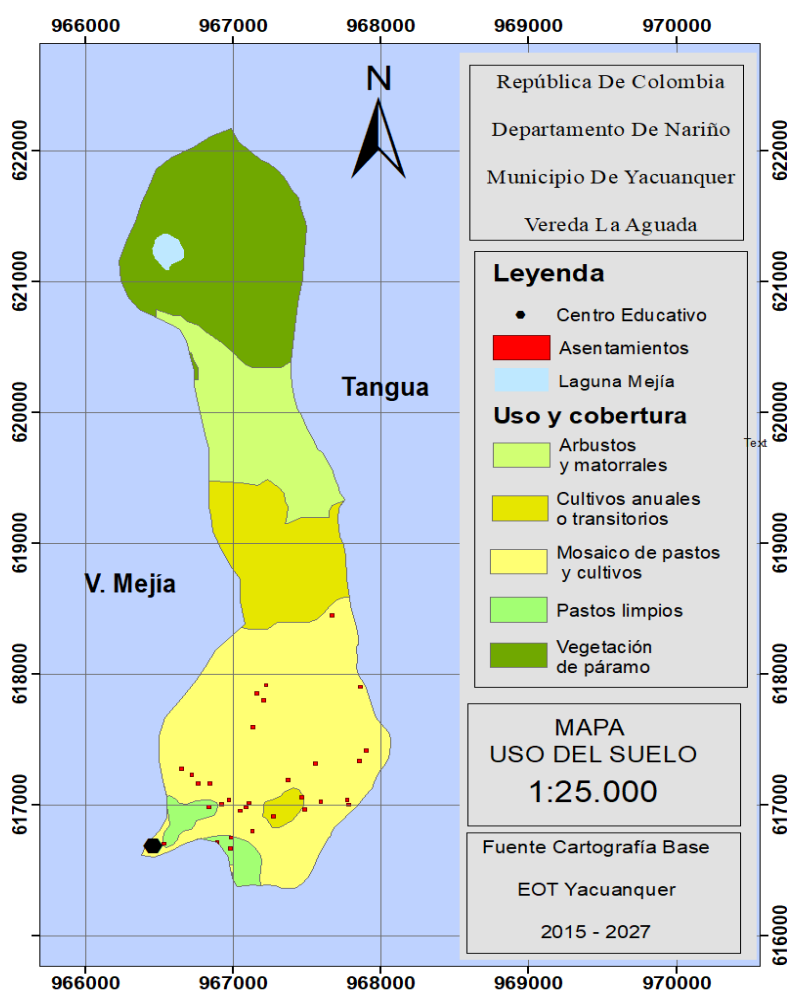 966000 967000 968000 969000 970000
N
República De Colombia
Departamento De Nariño
Municipio De Yacuanquer
Vereda La Aguada
622000 622000
621000 621000
620000 620000
619000 619000
618000 618000
617000 617000
616000 616000
Tangua
V. Mejía
Leyenda
Centro Educativo
Asentamientos
Laguna Mejía
Uso y cobertura
Text
Arbustos
y matorrales
Cultivos anuales
o transitorios
Mosaico de pastos
y cultivos
Pastos limpios
Vegetación
de páramo
MAPA
USO DEL SUELO
1:25.000
Fuente Cartografía Base
EOT Yacuanquer
2015 - 2027
966000 967000 968000 969000 970000